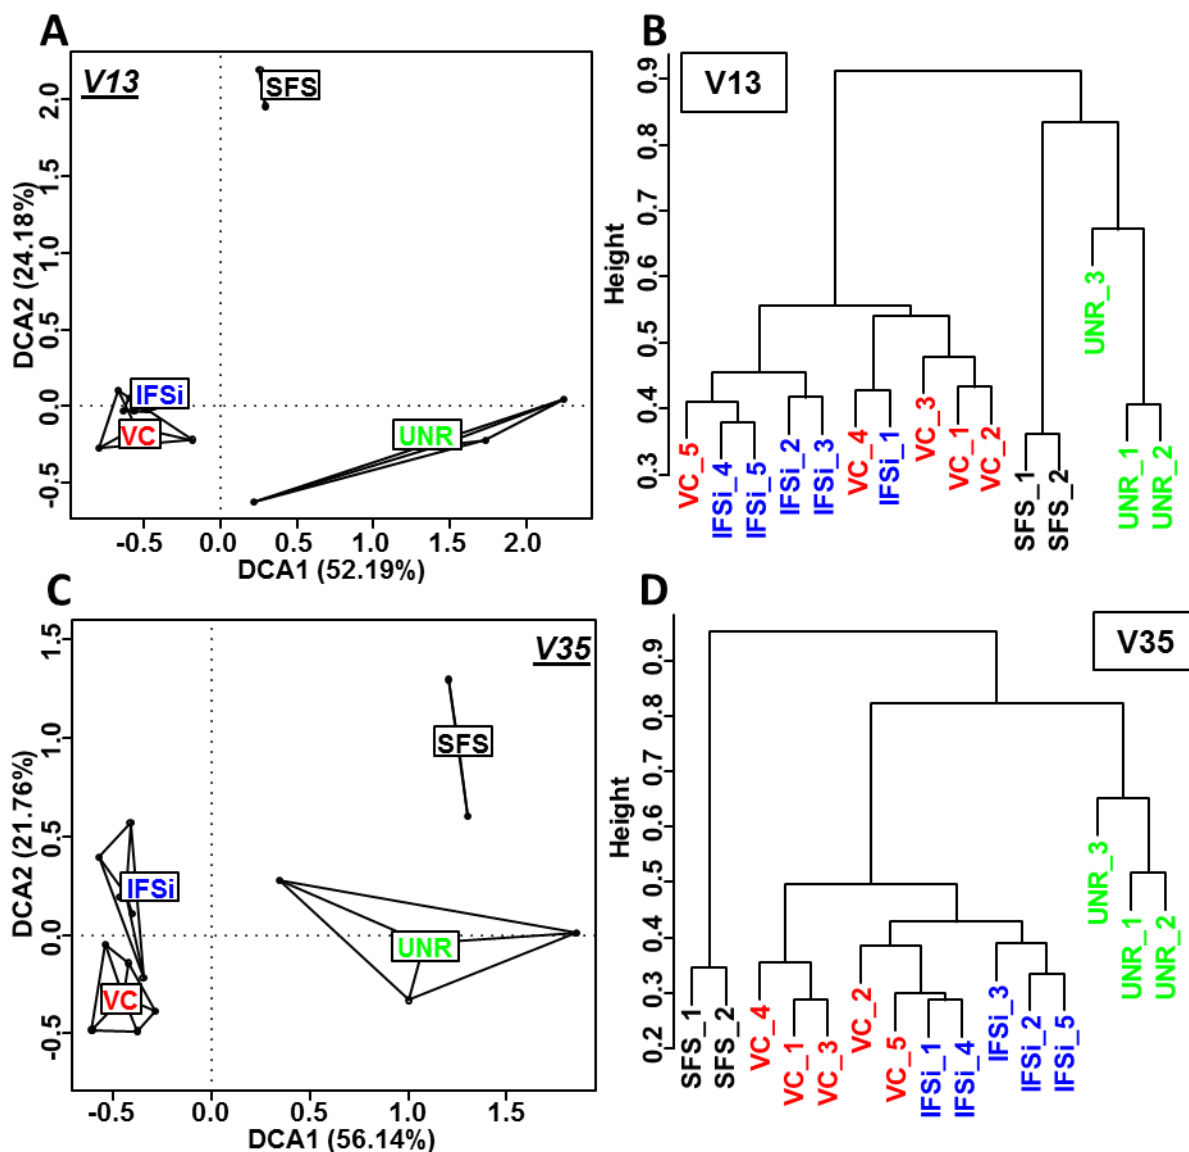 A
V13
SFS
IFSi
VC
UNR
2.0
1.5
1.0
0.5
0.0
-0.5
DCA2 (24.18%)
-0.5 0.0 0.5 1.0 1.5 2.0
DCA1 (52.19%)
B
V13
Height
0.9
0.8
0.7
0.6
0.5
0.4
0.3
VC_5
IFSi_4
IFSi_5
IFSi_2
IFSi_3
VC_4
IFSi_1
VC_3
VC_1
VC_2
SFS_1
SFS_2
UNR_3
UNR_1
UNR_2
C
V35
SFS
IFSi
UNR
VC
1.5
1.0
0.5
0.0
-0.5
DCA2 (21.76%)
-0.5 0.0 0.5 1.0 1.5
DCA1 (56.14%)
D
V35
Height
0.9
0.8
0.7
0.6
0.5
0.4
0.3
0.2
SFS_1
SFS_2
VC_4
VC_1
VC_3
VC_2
VC_5
IFSi_1
IFSi_4
IFSi_3
IFSi_2
IFSi_5
UNR_3
UNR_1
UNR_2